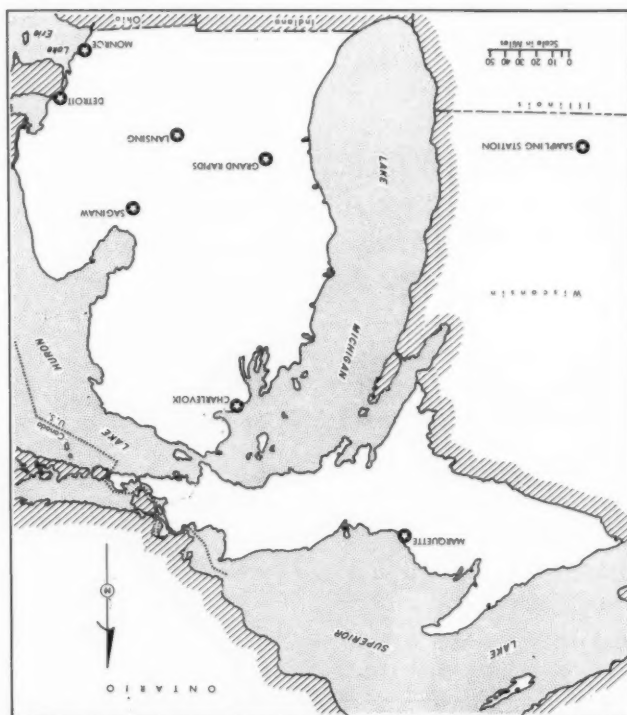 ONTARIO
LAKE
SUPERIOR
N
MARQUETTE
Canada
U.S.
LAKE
HURON
CHARLEVOIX
LAKE
MICHIGAN
Wisconsin
SAGINAW
GRAND RAPIDS
LANSING
SAMPLING STATION
Illinois
DETROIT
0 10 20 30 40 50
Scale in Miles
MONROE
Lake Erie
Indiana
Ohio